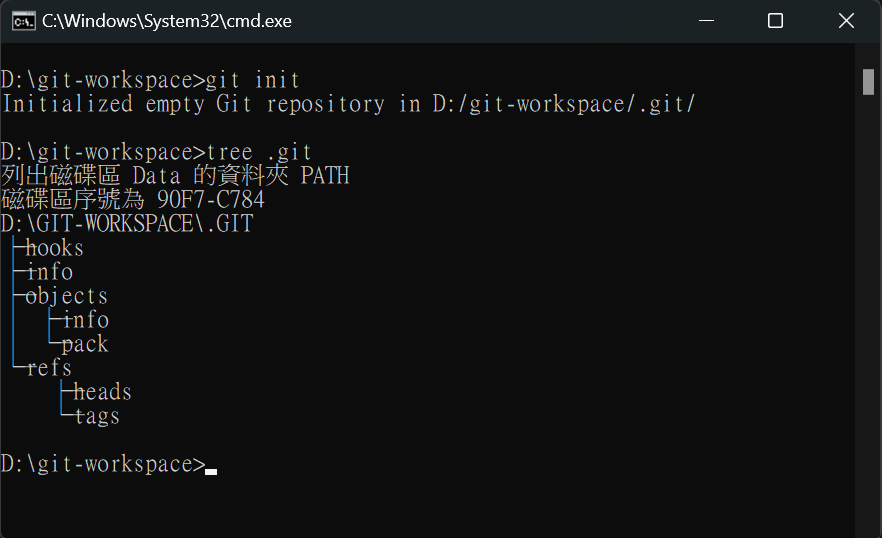 C:\Windows\System32\cmd.exe
D:\git-workspace>git init
Initialized empty Git repository in D:/git-workspace/.git/
D:\git-workspace>tree .git
列出磁碟區 Data 的資料夾 PATH
磁碟區序號為 90F7-C784
D:\GIT-WORKSPACE\.GIT
├─hooks
├─info
├─objects
│  ├─info
│  └─pack
└─refs
    ├─heads
    └─tags
D:\git-workspace>